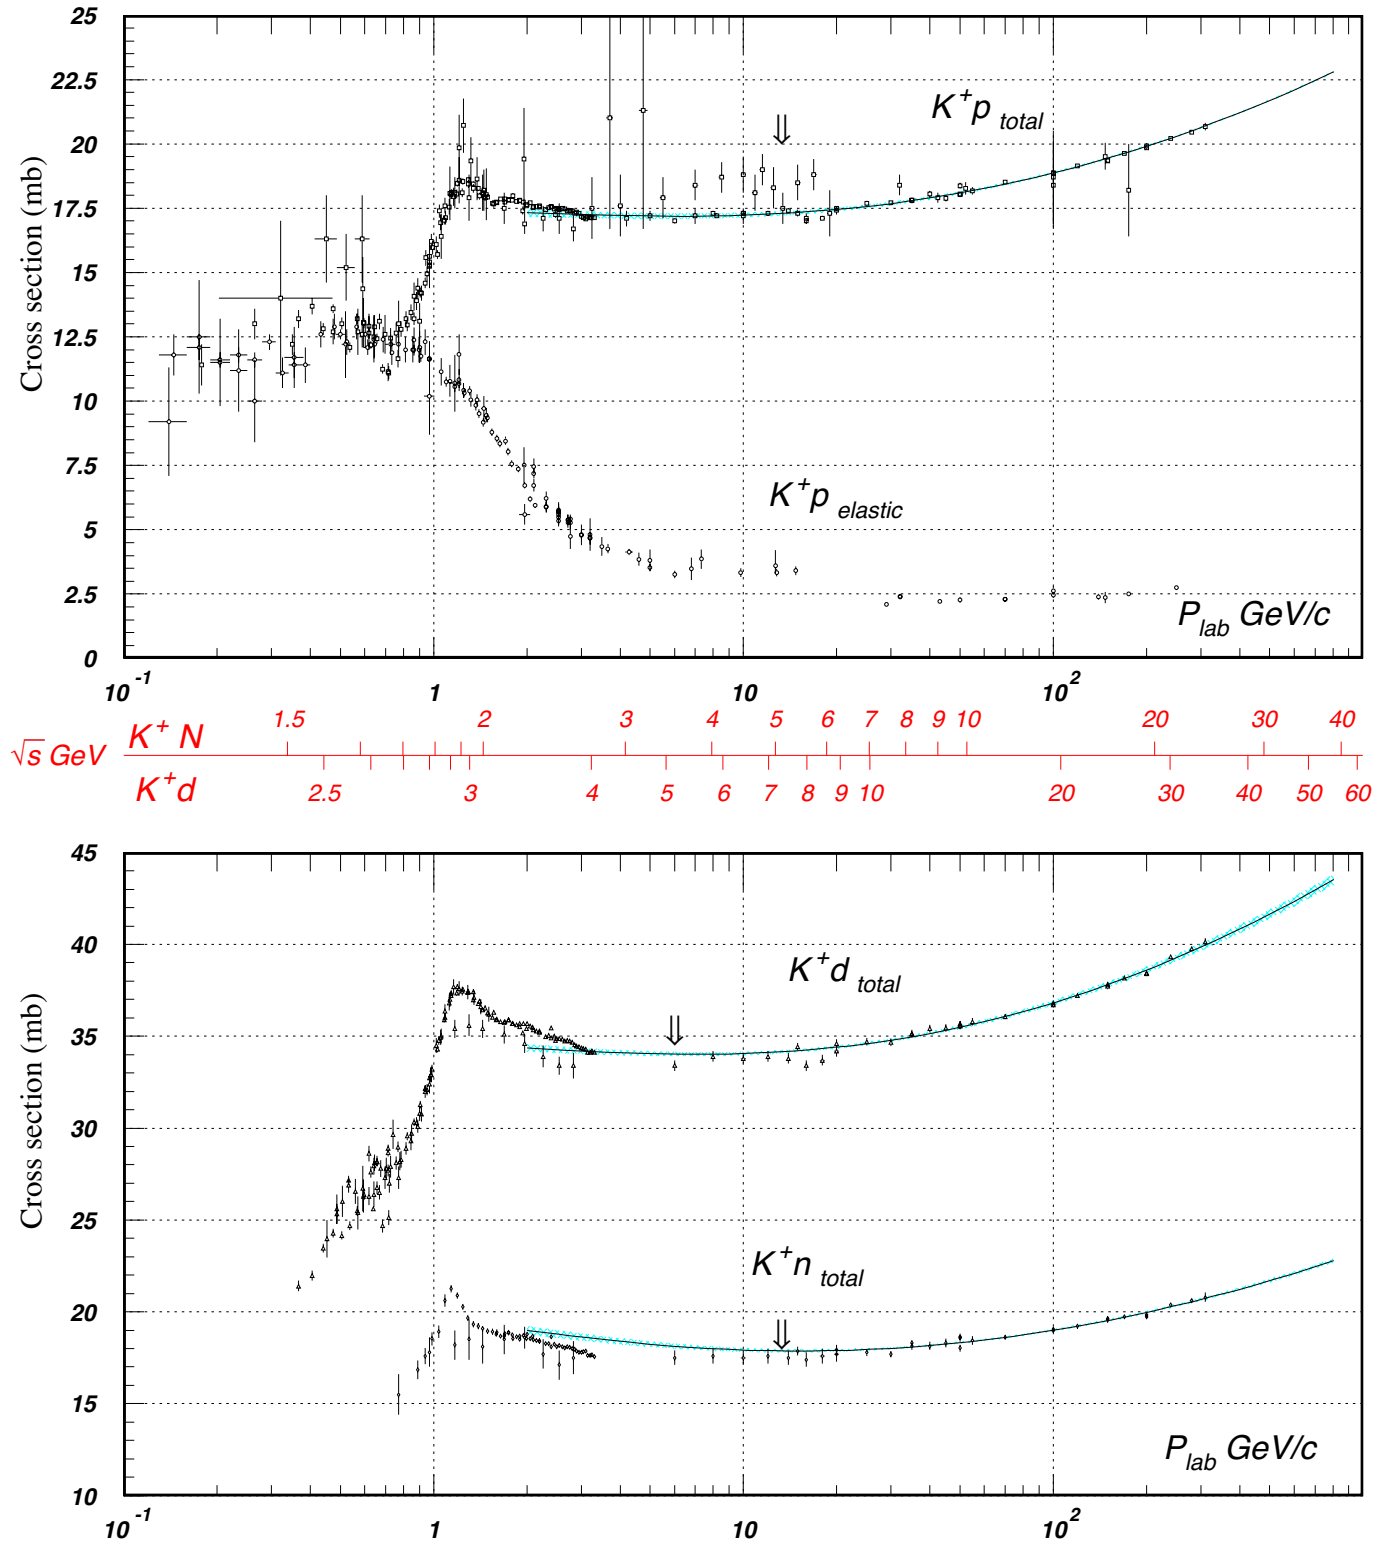 25
22.5
20
17.5
15
12.5
10
7.5
5
2.5
0
Cross section (mb)
K⁺p total
⇓
K⁺p elastic
P lab GeV/c
10⁻¹ 1 10 10²
1.5 2 3 4 5 6 7 8 9 10 20 30 40
K⁺ N
√s GeV
K⁺d
2.5 3 4 5 6 7 8 9 10 20 30 40 50 60
45
40
35
30
25
20
15
10
Cross section (mb)
K⁺d total
⇓
K⁺n total
⇓
P lab GeV/c
10⁻¹ 1 10 10²